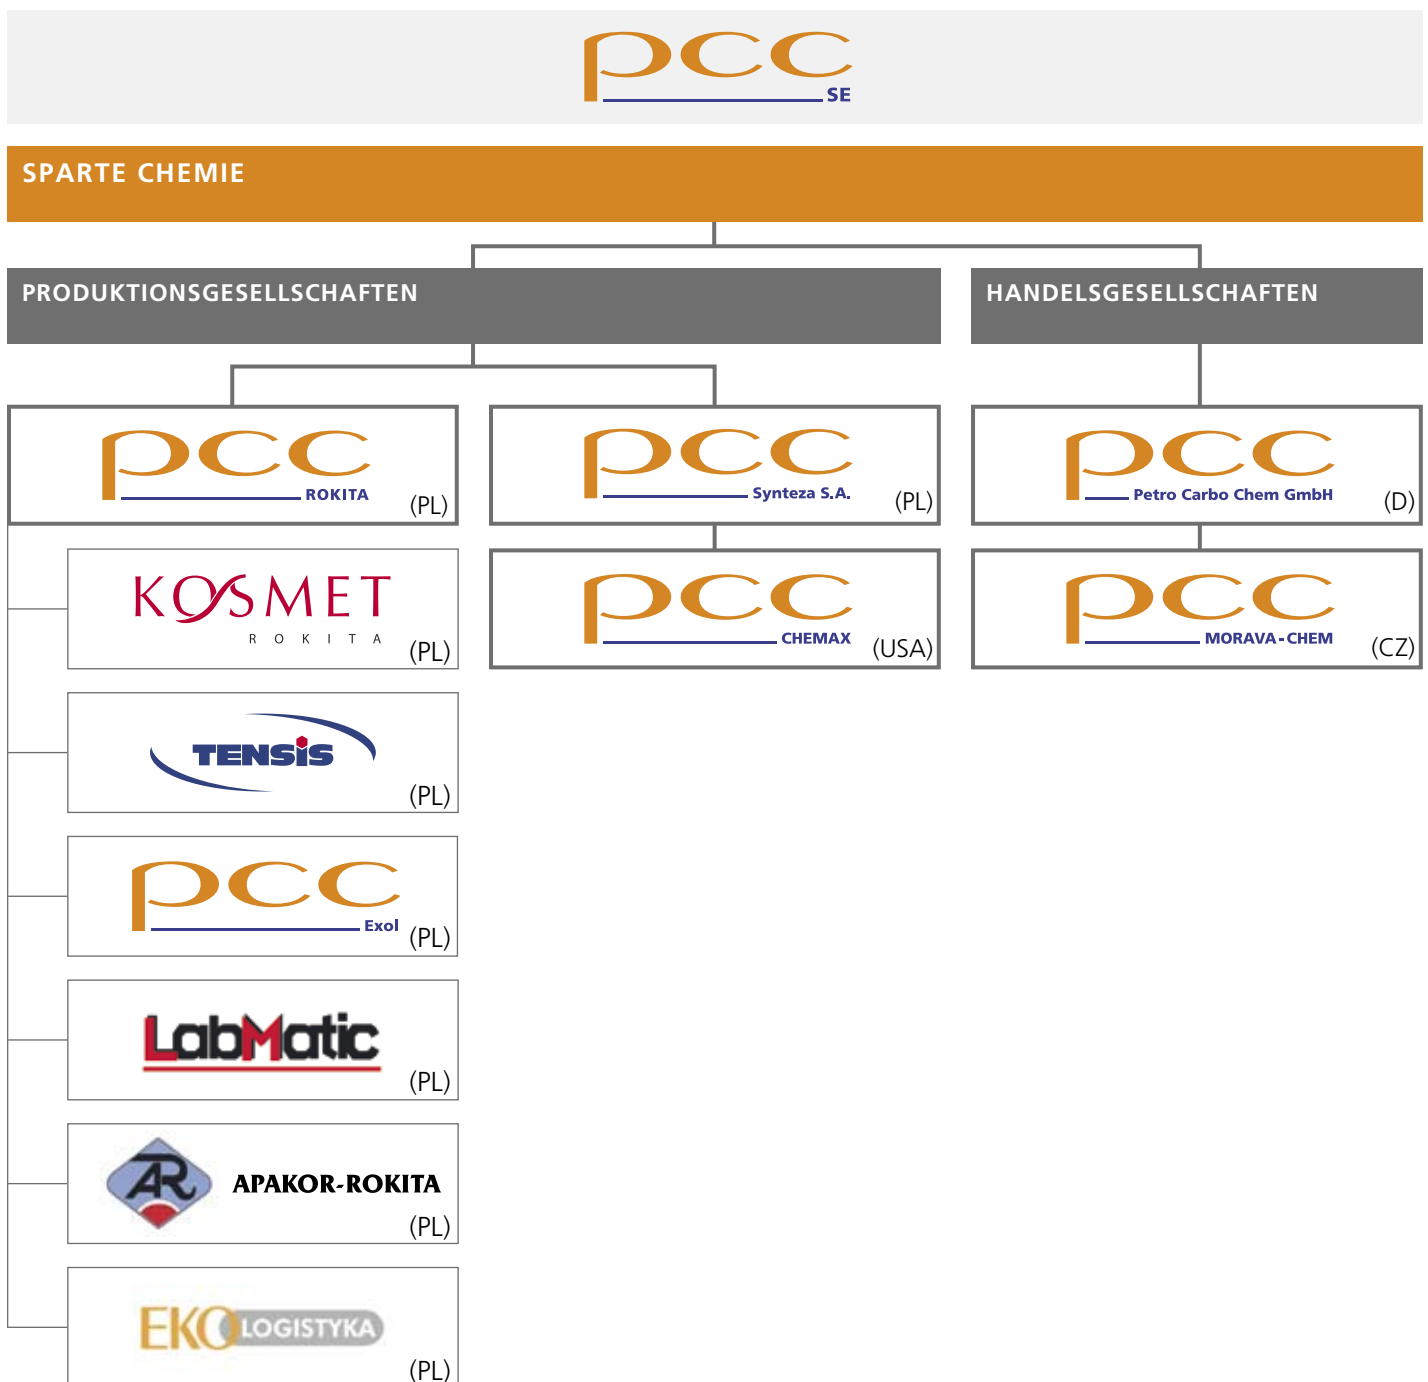 pcc
SE
SPARTE CHEMIE
PRODUKTIONSGESELLSCHAFTEN
HANDELSGESELLSCHAFTEN
pcc
ROKITA
(PL)
pcc
Synteza S.A.
(PL)
pcc
Petro Carbo Chem GmbH
(D)
KOSMET
ROKITA
(PL)
pcc
CHEMAX
(USA)
pcc
MORAVA-CHEM
(CZ)
TENSiS
(PL)
pcc
Exol
(PL)
LabMatic
(PL)
AR
APAKOR-ROKITA
(PL)
EKO LOGISTYKA
(PL)